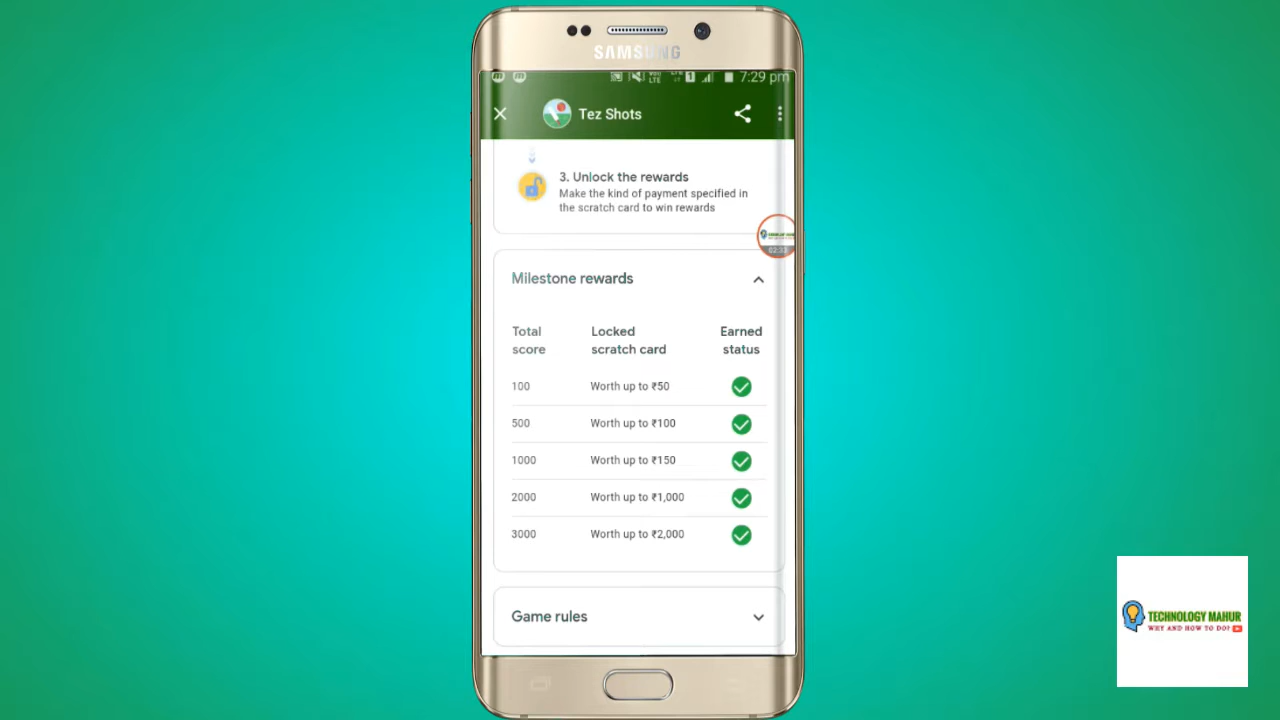 SAMSUNG
7:29 pm
Tez Shots
3. Unlock the rewards
Make the kind of payment specified in
the scratch card to win rewards
02:33
Milestone rewards
Total score
Locked scratch card
Earned status
100 Worth up to ₹50
500 Worth up to ₹100
1000 Worth up to ₹150
2000 Worth up to ₹1,000
3000 Worth up to ₹2,000
Game rules
TECHNOLOGY MAHUR
WHY AND HOW TO DO?